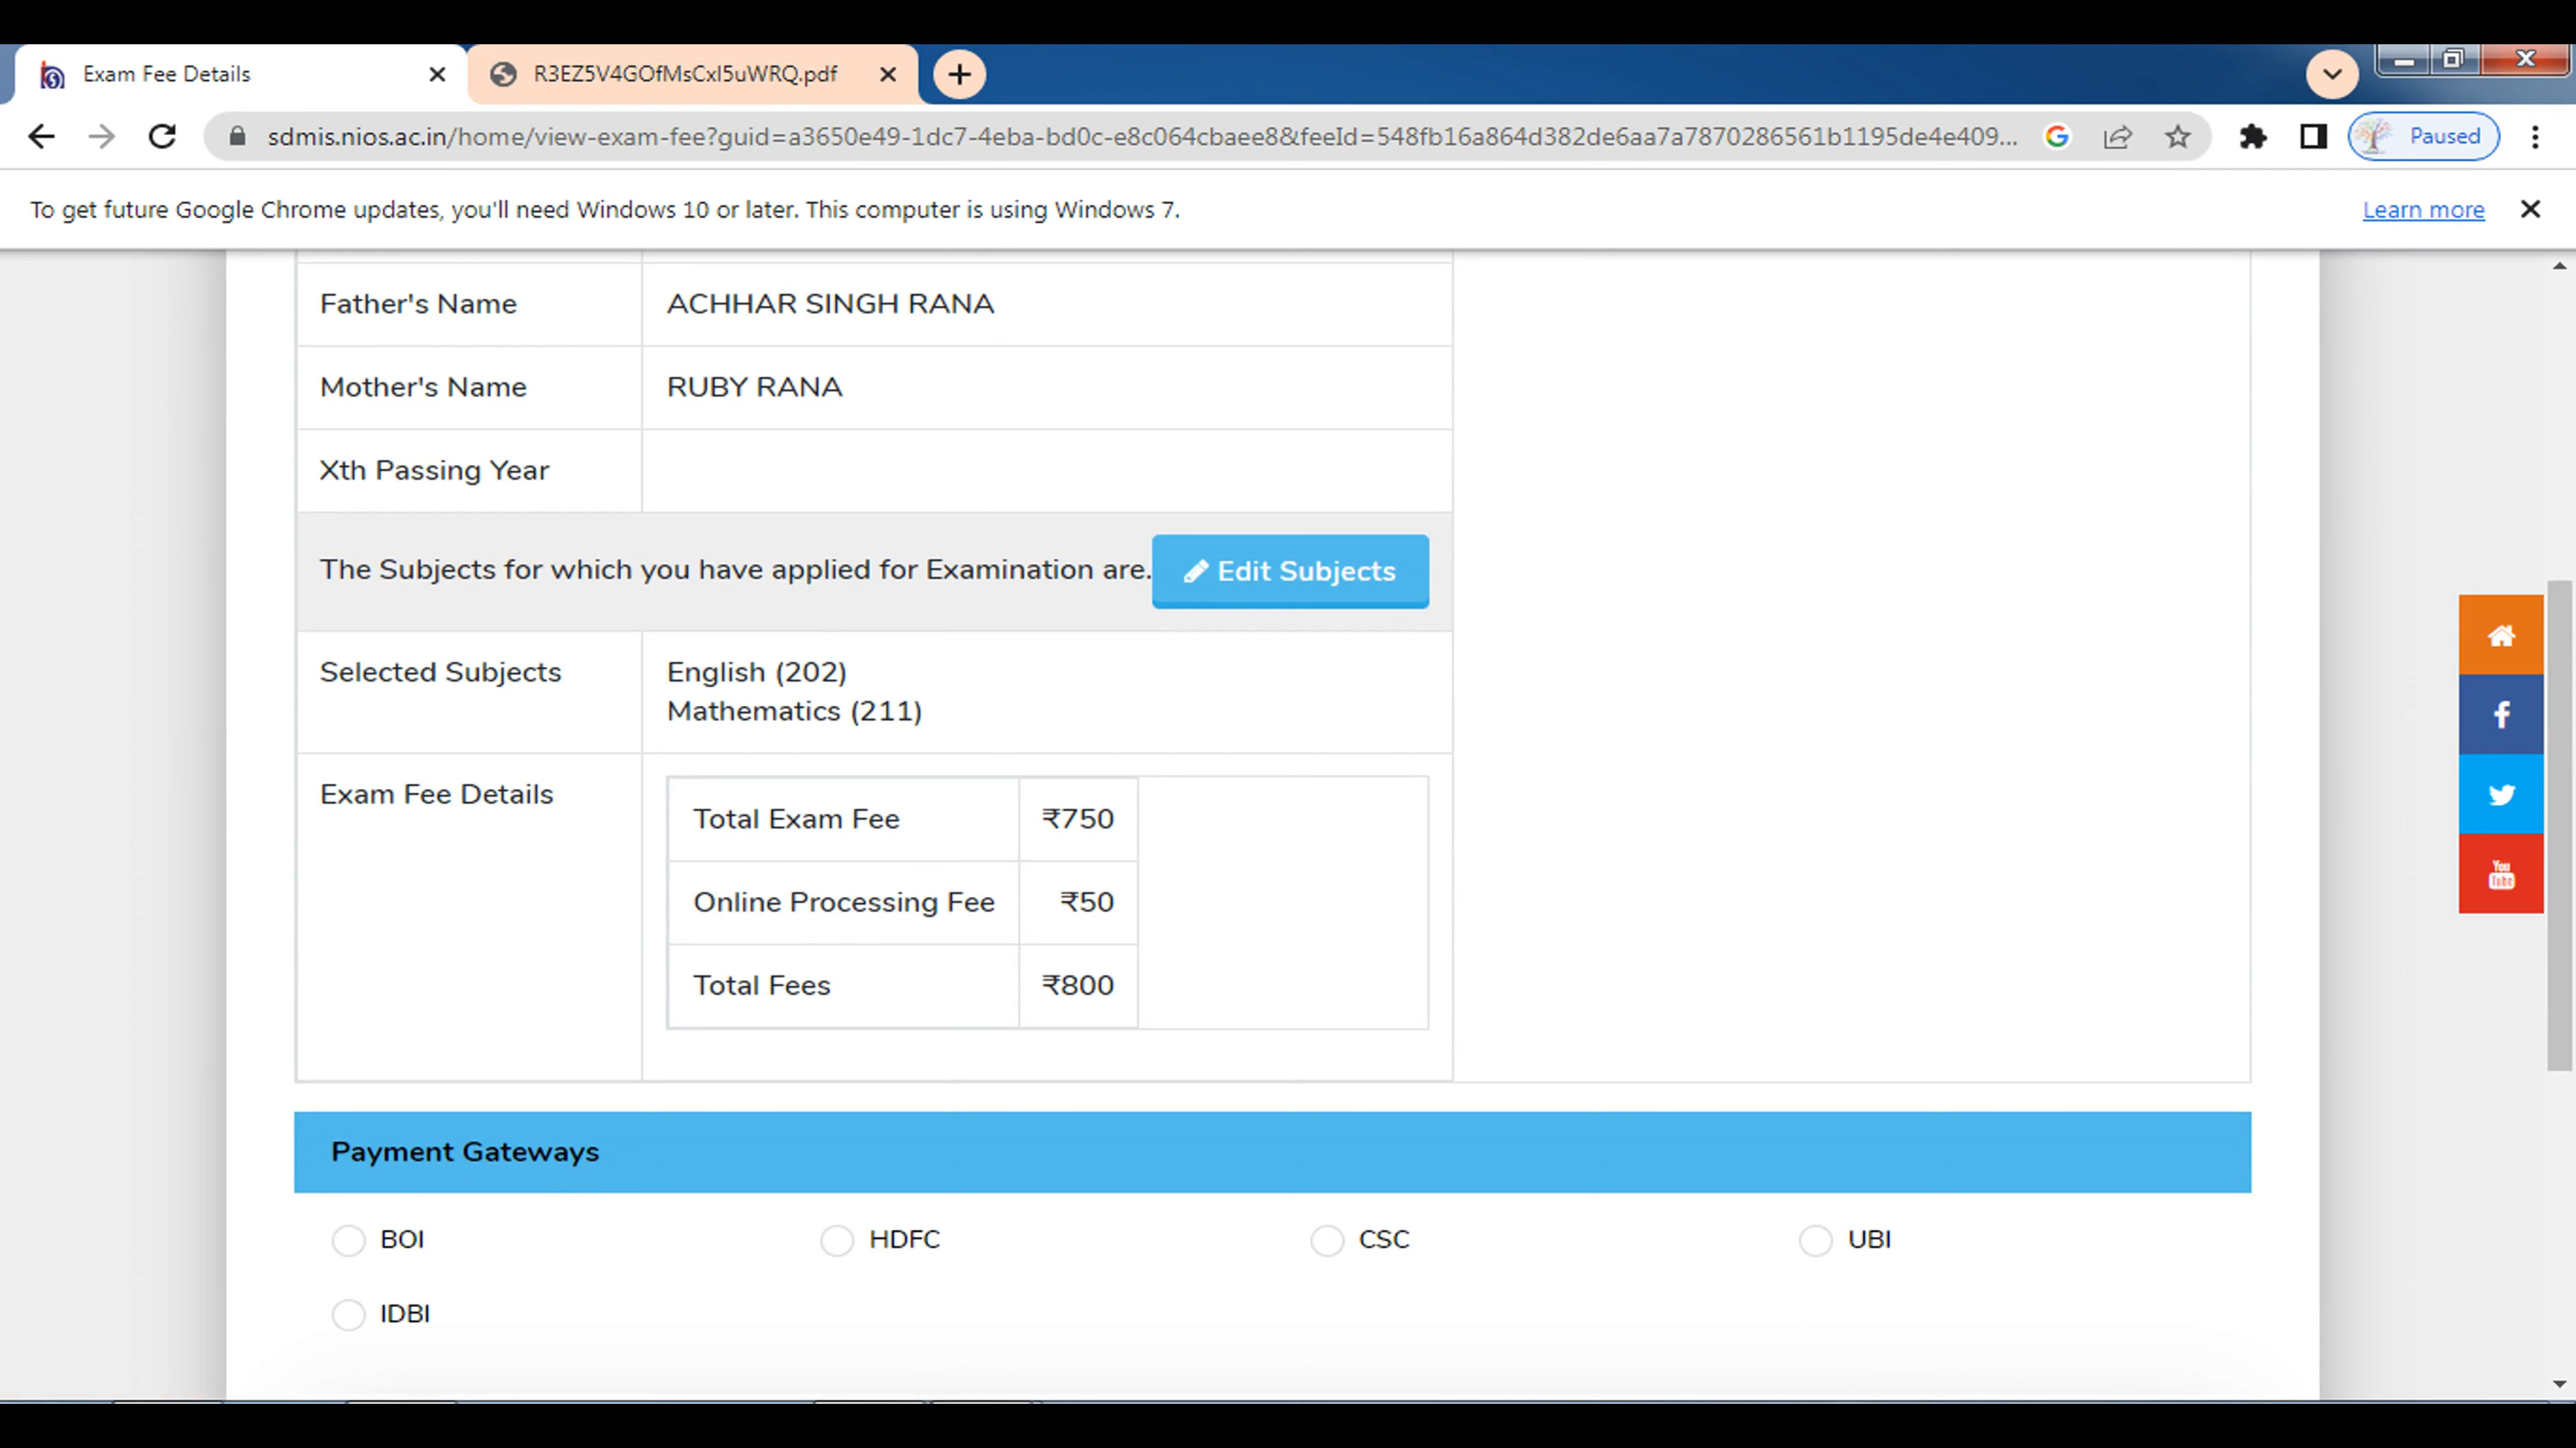 Exam Fee Details
R3EZ5V4GOfMsCxI5uWRQ.pdf
sdmis.nios.ac.in/home/view-exam-fee?guid=a3650e49-1dc7-4eba-bd0c-e8c064cbaee8&feeId=548fb16a864d382de6aa7a7870286561b1195de4e409...
Paused
To get future Google Chrome updates, you'll need Windows 10 or later. This computer is using Windows 7.
Learn more
Father's Name ACHHAR SINGH RANA
Mother's Name RUBY RANA
Xth Passing Year
The Subjects for which you have applied for Examination are. Edit Subjects
Selected Subjects English (202)
Mathematics (211)
Exam Fee Details
Total Exam Fee ₹750
Online Processing Fee ₹50
Total Fees ₹800
You
Tube
Payment Gateways
BOI HDFC CSC UBI
IDBI